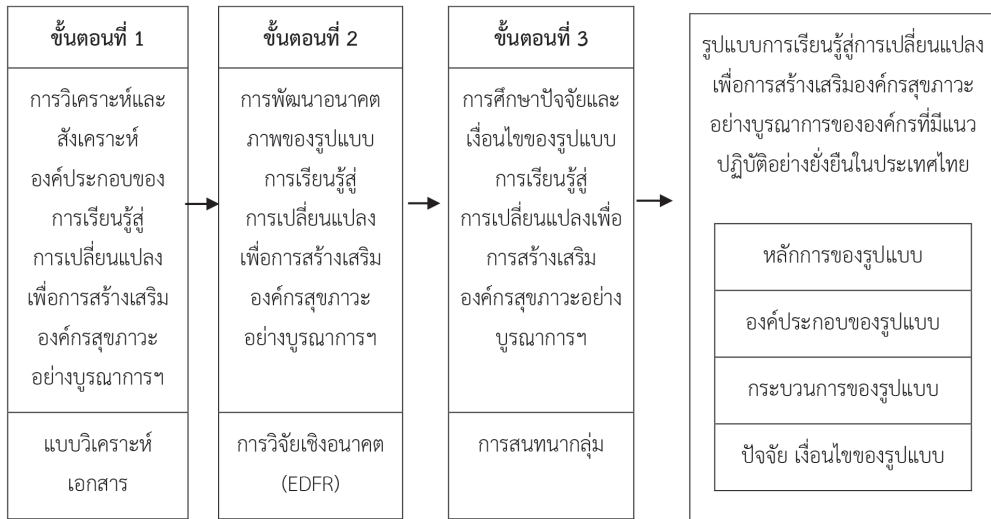 ขั้นตอนที่ 1
การวิเคราะห์และ
สังเคราะห์
องค์ประกอบของ
การเรียนรู้สู่
การเปลี่ยนแปลง
เพื่อการสร้างเสริม
องค์กรสุขภาวะ
อย่างบูรณาการฯ
แบบวิเคราะห์
เอกสาร
ขั้นตอนที่ 2
การพัฒนาอนาคต
ภาพของรูปแบบ
การเรียนรู้สู่
การเปลี่ยนแปลง
เพื่อการสร้างเสริม
องค์กรสุขภาวะ
อย่างบูรณาการฯ
การวิจัยเชิงอนาคต
(EDFR)
ขั้นตอนที่ 3
การศึกษาปัจจัยและ
เงื่อนไขของรูปแบบ
การเรียนรู้สู่
การเปลี่ยนแปลงเพื่อ
การสร้างเสริม
องค์กรสุขภาวะอย่าง
บูรณาการฯ
การสนทนากลุ่ม
รูปแบบการเรียนรู้สู่การเปลี่ยนแปลง
เพื่อการสร้างเสริมองค์กรสุขภาวะ
อย่างบูรณาการขององค์กรที่มีแนว
ปฏิบัติอย่างยั่งยืนในประเทศไทย
หลักการของรูปแบบ
องค์ประกอบของรูปแบบ
กระบวนการของรูปแบบ
ปัจจัย เงื่อนไขของรูปแบบ